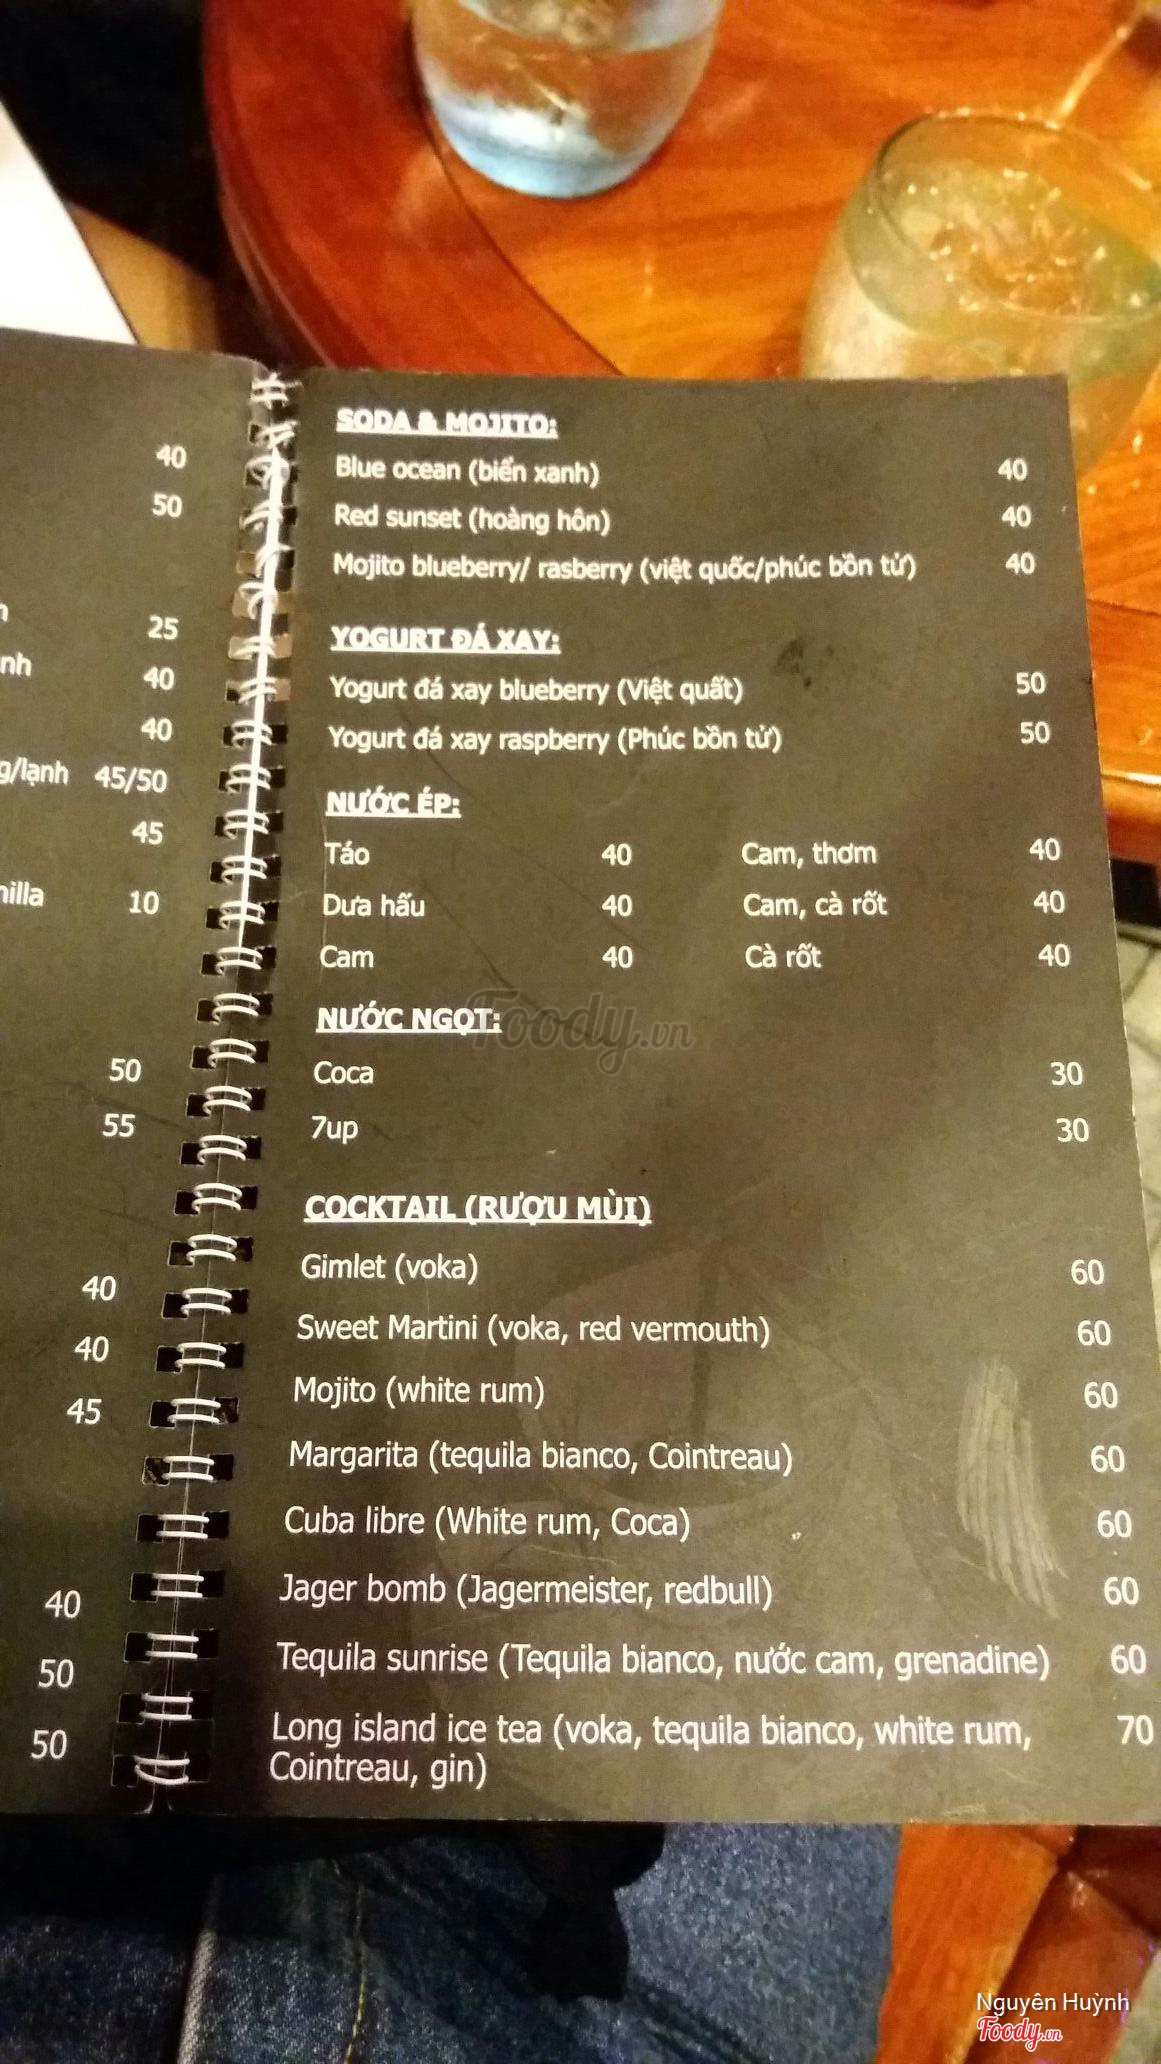 40
50
25
nh
40
40
g/lạnh 45/50
45
nilla 10
50
55
40
40
45
40
50
50
SODA & MOJITO:
Blue ocean (biển xanh) 40
Red sunset (hoàng hôn) 40
Mojito blueberry/ rasberry (việt quốc/phúc bồn tử) 40
YOGURT ĐÁ XAY:
Yogurt đá xay blueberry (Việt quất) 50
Yogurt đá xay raspberry (Phúc bồn tử) 50
NƯỚC ÉP:
Táo 40 Cam, thơm 40
Dưa hấu 40 Cam, cà rốt 40
Cam 40 Cà rốt 40
NƯỚC NGỌT:
Foody.vn
Coca 30
7up 30
COCKTAIL (RƯỢU MÙI)
Gimlet (voka) 60
Sweet Martini (voka, red vermouth) 60
Mojito (white rum) 60
Margarita (tequila bianco, Cointreau) 60
Cuba libre (White rum, Coca) 60
Jager bomb (Jagermeister, redbull) 60
Tequila sunrise (Tequila bianco, nước cam, grenadine) 60
Long island ice tea (voka, tequila bianco, white rum, 70
Cointreau, gin)
Nguyên Huỳnh
Foody.vn